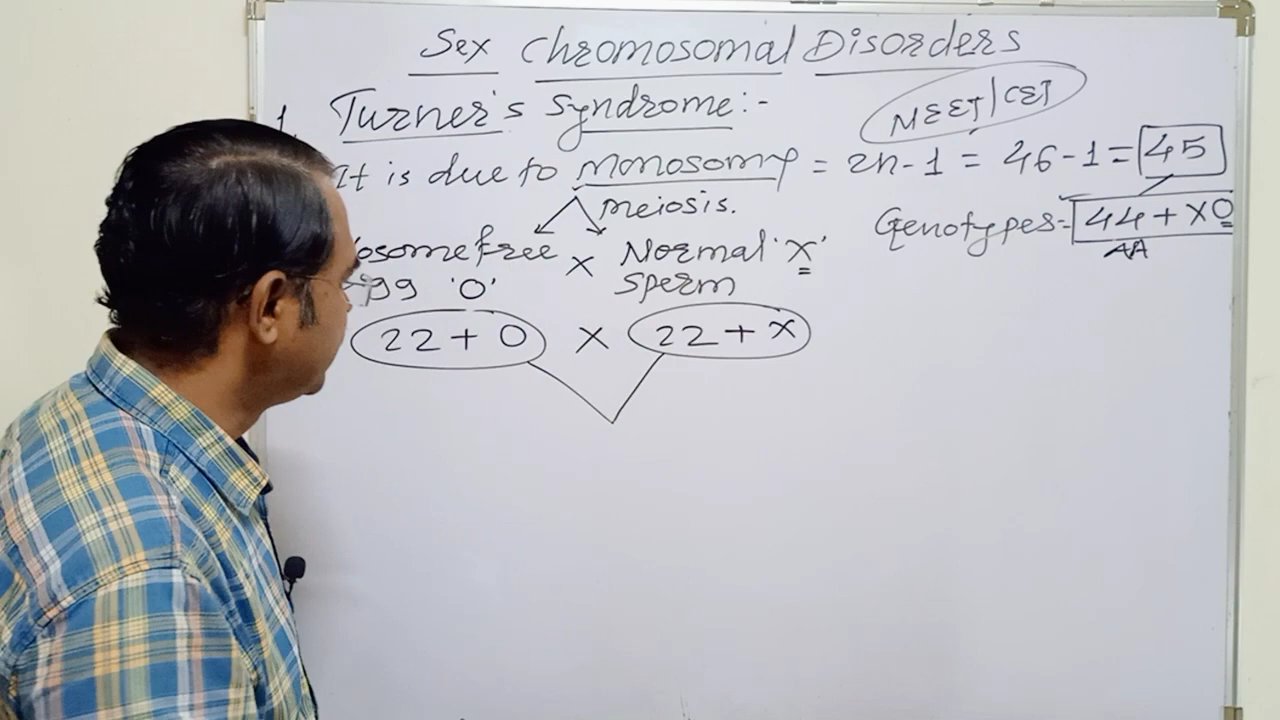 Sex Chromosomal Disorders
1. Turner's Syndrome:-
NEET/CET
It is due to monosomy = 2n-1 = 46-1=45
meiosis.
Genotypes- 44+XO
AA
osome free × Normal 'X'
gg 'O' sperm
22+0 × 22+x